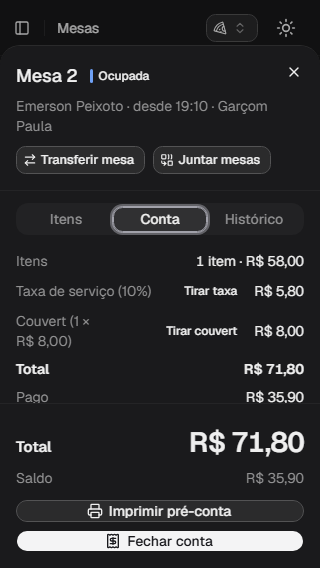 Mesas
Mesa 2
Ocupada
Emerson Peixoto · desde 19:10 · Garçom
Paula
Transferir mesa
Juntar mesas
Itens
Conta
Histórico
Itens
1 item · R$ 58,00
Taxa de serviço (10%)
Tirar taxa
R$ 5,80
Couvert (1 ×
R$ 8,00)
Tirar couvert
R$ 8,00
Total
R$ 71,80
Pago
R$ 35,90
Total
R$ 71,80
Saldo
R$ 35,90
Imprimir pré-conta
Fechar conta